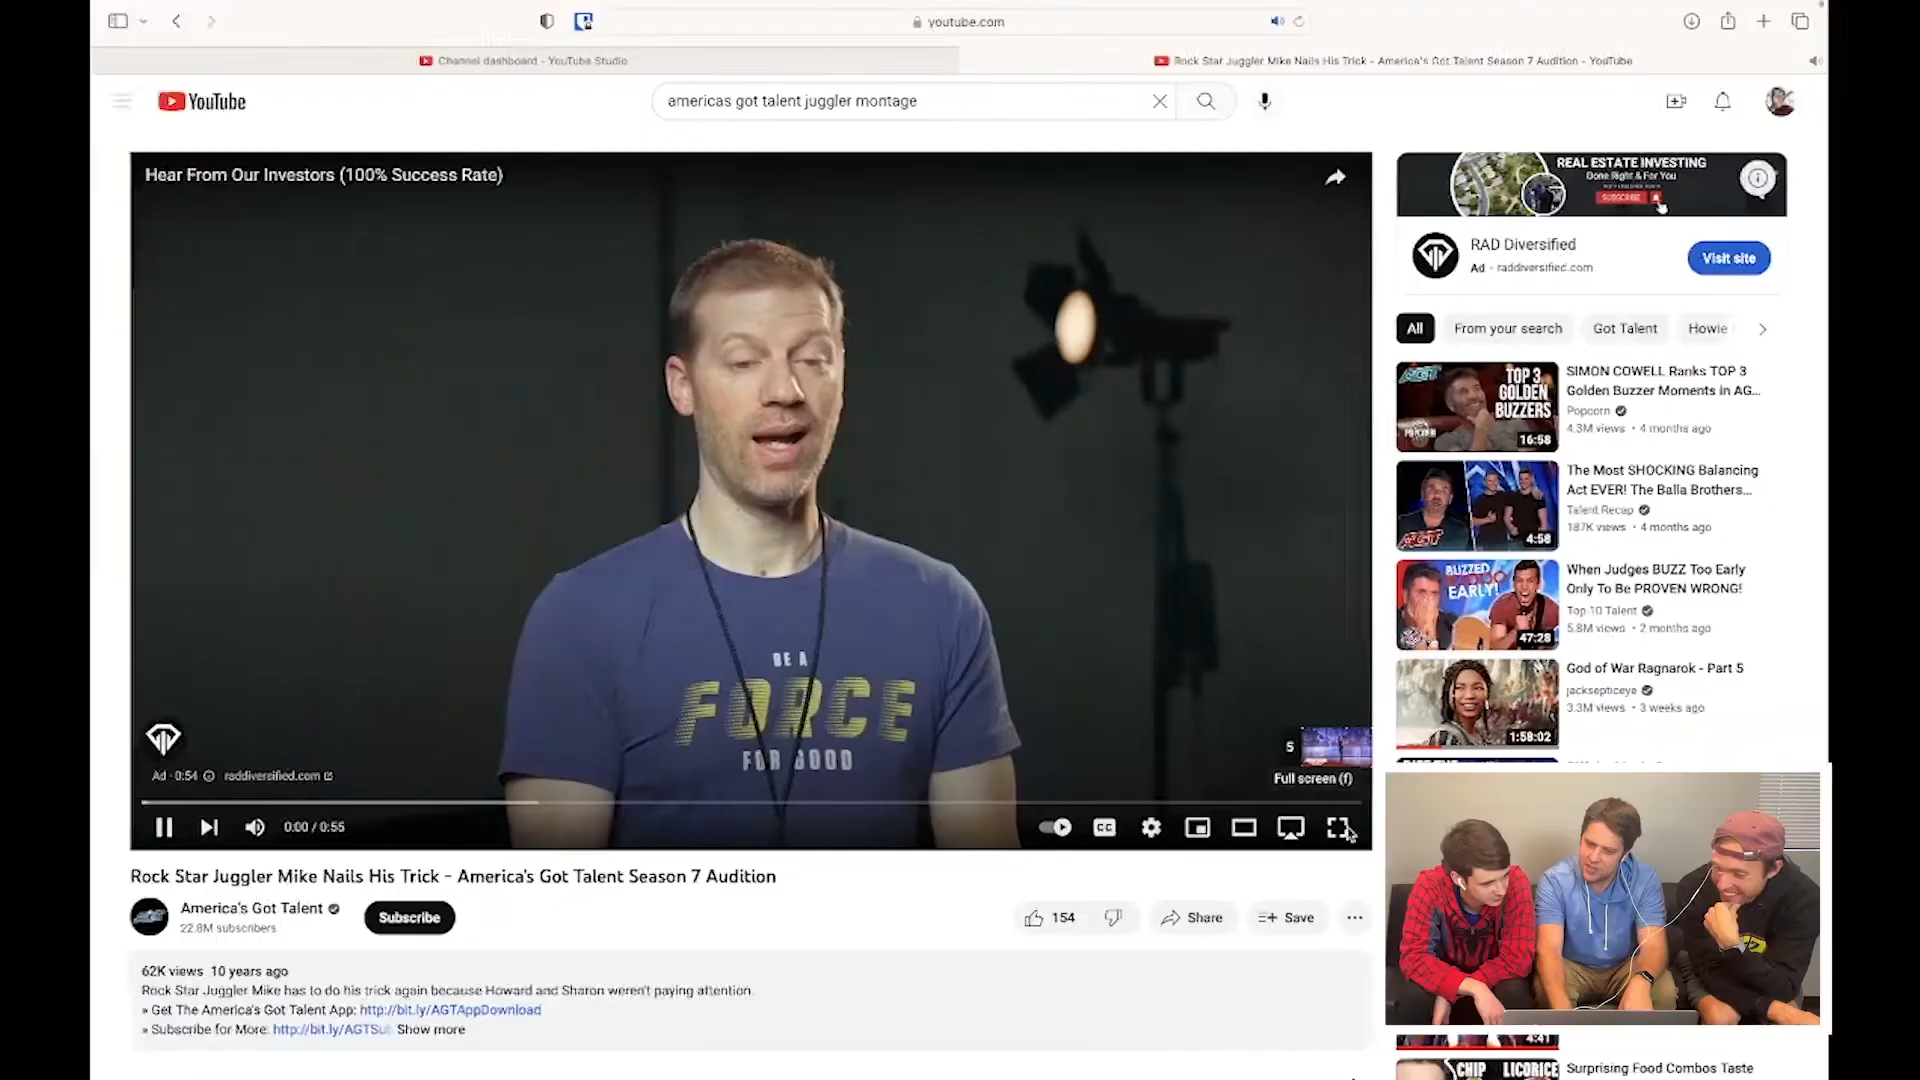 youtube.com
Channel dashboard - YouTube Studio
Rock Star Juggler Mike Nails His Trick - America's Got Talent Season 7 Audition - YouTube
YouTube
americas got talent juggler montage
Hear From Our Investors (100% Success Rate)
BE A
FORCE
FOR GOOD
Ad · 0:54
raddiversified.com
5
Full screen (f)
0:00 / 0:55
CC
Rock Star Juggler Mike Nails His Trick - America's Got Talent Season 7 Audition
America's Got Talent
22.8M subscribers
Subscribe
154
Share
Save
62K views 10 years ago
Rock Star Juggler Mike has to do his trick again because Howard and Sharon weren't paying attention.
» Get The America's Got Talent App: http://bit.ly/AGTAppDownload
» Subscribe for More: http://bit.ly/AGTSu Show more
REAL ESTATE INVESTING
Done Right & For You
SUBSCRIBE
RAD Diversified
Ad · raddiversified.com
Visit site
All
From your search
Got Talent
Howie
AGT
TOP 3
GOLDEN
BUZZERS
POPCORN
16:58
SIMON COWELL Ranks TOP 3
Golden Buzzer Moments in AG...
Popcorn
4.3M views • 4 months ago
AGT
4:58
The Most SHOCKING Balancing
Act EVER! The Balla Brothers...
Talent Recap
187K views • 4 months ago
BUZZED
EARLY!
47:28
When Judges BUZZ Too Early
Only To Be PROVEN WRONG!
Top 10 Talent
5.8M views • 2 months ago
1:58:02
God of War Ragnarok - Part 5
jacksepticeye
3.3M views • 3 weeks ago
4:41
CHIP LICORICE
Surprising Food Combos Taste